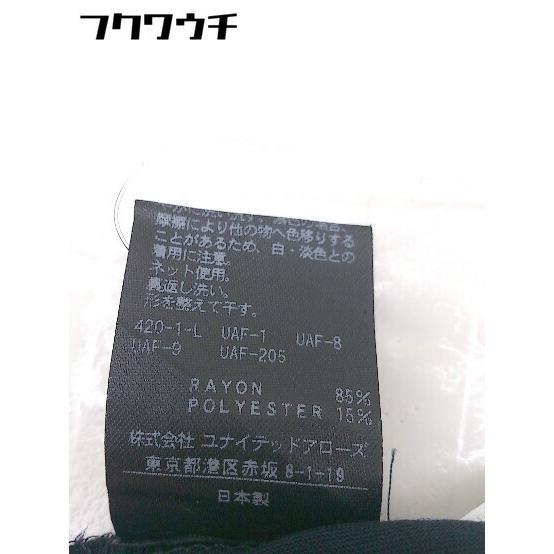 フクワウチ
摩擦により他の物へ色移りする
ことがあるため、白・淡色との
着用に注意。
ネット使用。
裏返し洗い。
形を整えて干す。
420-1-L UAF-1 UAF-8
UAF-9 UAF-205
RAYON 85%
POLYESTER 15%
株式会社 ユナイテッドアローズ
東京都港区赤坂 8-1-19
日本製